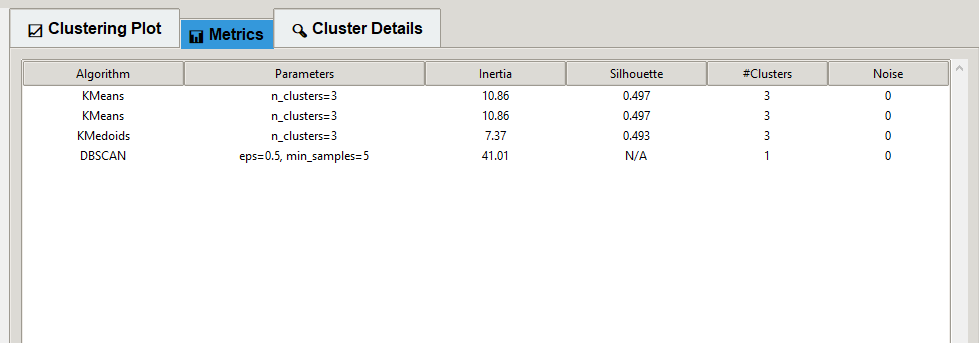 Clustering Plot Metrics Cluster Details
Algorithm Parameters Inertia Silhouette #Clusters Noise
KMeans n_clusters=3 10.86 0.497 3 0
KMeans n_clusters=3 10.86 0.497 3 0
KMedoids n_clusters=3 7.37 0.493 3 0
DBSCAN eps=0.5, min_samples=5 41.01 N/A 1 0